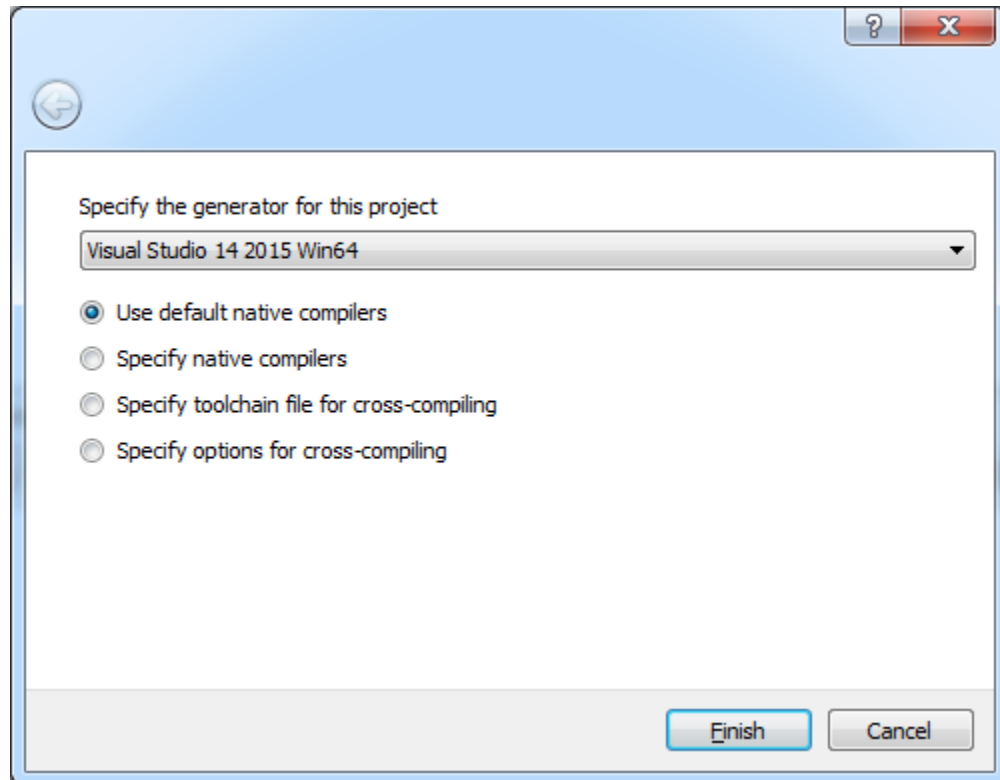 Specify the generator for this project
Visual Studio 14 2015 Win64
Use default native compilers
Specify native compilers
Specify toolchain file for cross-compiling
Specify options for cross-compiling
Finish Cancel